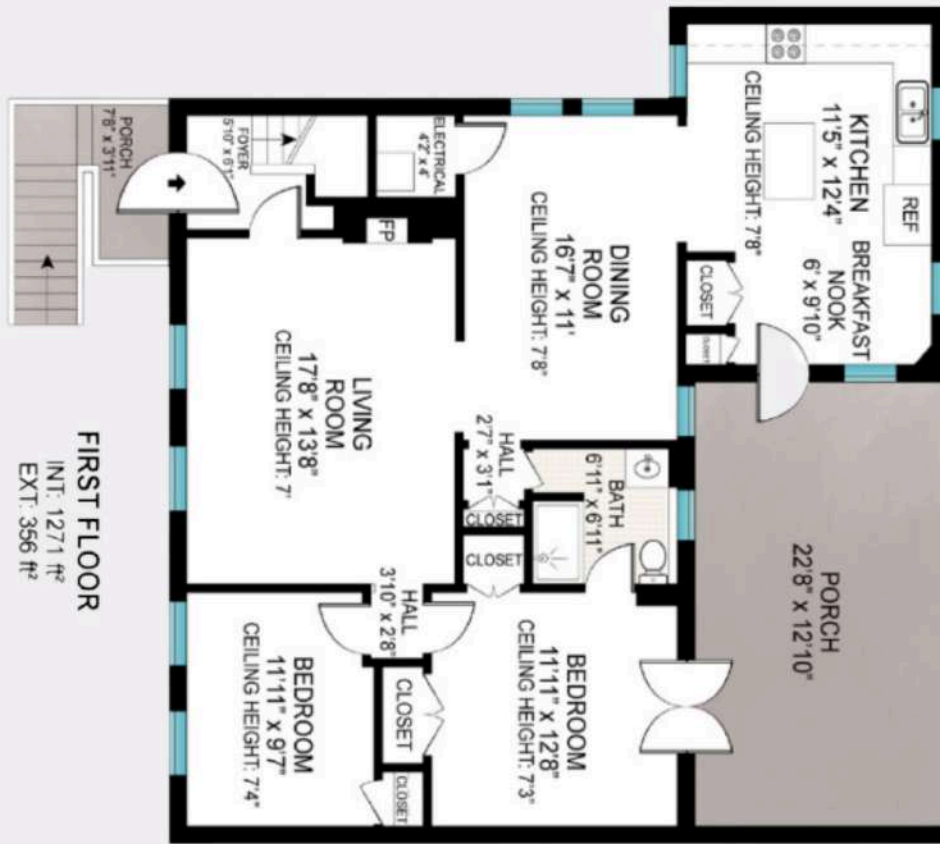 REF
KITCHEN
11'5" x 12'4"
CEILING HEIGHT: 7'8"
BREAKFAST
NOOK
6' x 9'10"
PORCH
22'8" x 12'10"
CLOSET
CLOSET
DINING
ROOM
16'7" x 11'
CEILING HEIGHT: 7'8"
BATH
6'11" x 6'11"
BEDROOM
11'11" x 12'8"
CEILING HEIGHT: 7'3"
HALL
2'7" x 3'1"
CLOSET
CLOSET
ELECTRICAL
4'2" x 4'
HALL
3'10" x 2'8"
CLOSET
CLOSET
FP
LIVING
ROOM
17'8" x 13'8"
CEILING HEIGHT: 7'
BEDROOM
11'11" x 9'7"
CEILING HEIGHT: 7'4"
FOYER
5'10" x 6'1"
PORCH
7'8" x 3'11"
FIRST FLOOR
INT: 1271 ft²
EXT: 356 ft²